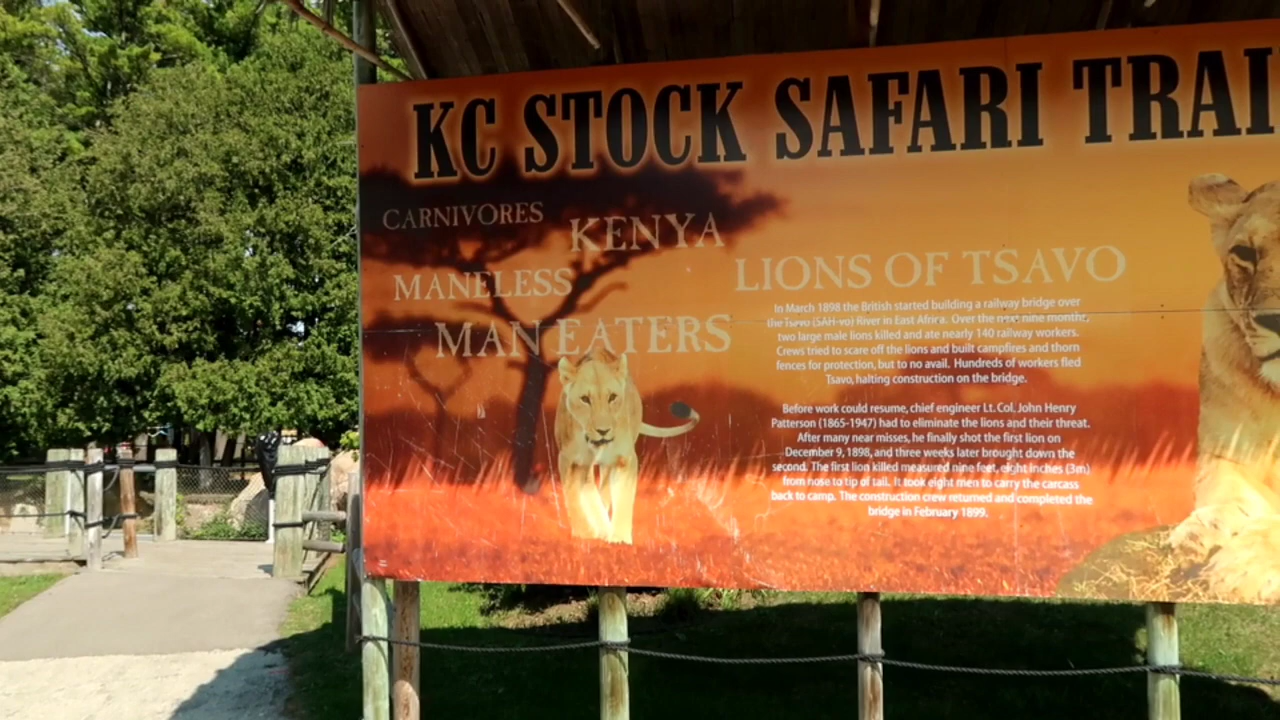 KC STOCK SAFARI TRAI
CARNIVORES
KENYA
MANELESS
LIONS OF TSAVO
MAN EATERS
In March 1898 the British started building a railway bridge over
the Tsavo (SAH-vo) River in East Africa. Over the next nine months,
two large male lions killed and ate nearly 140 railway workers.
Crews tried to scare off the lions and built campfires and thorn
fences for protection, but to no avail. Hundreds of workers fled
Tsavo, halting construction on the bridge.
Before work could resume, chief engineer Lt. Col. John Henry
Patterson (1865-1947) had to eliminate the lions and their threat.
After many near misses, he finally shot the first lion on
December 9, 1898, and three weeks later brought down the
second. The first lion killed measured nine feet, eight inches (3m)
from nose to tip of tail. It took eight men to carry the carcass
back to camp. The construction crew returned and completed the
bridge in February 1899.